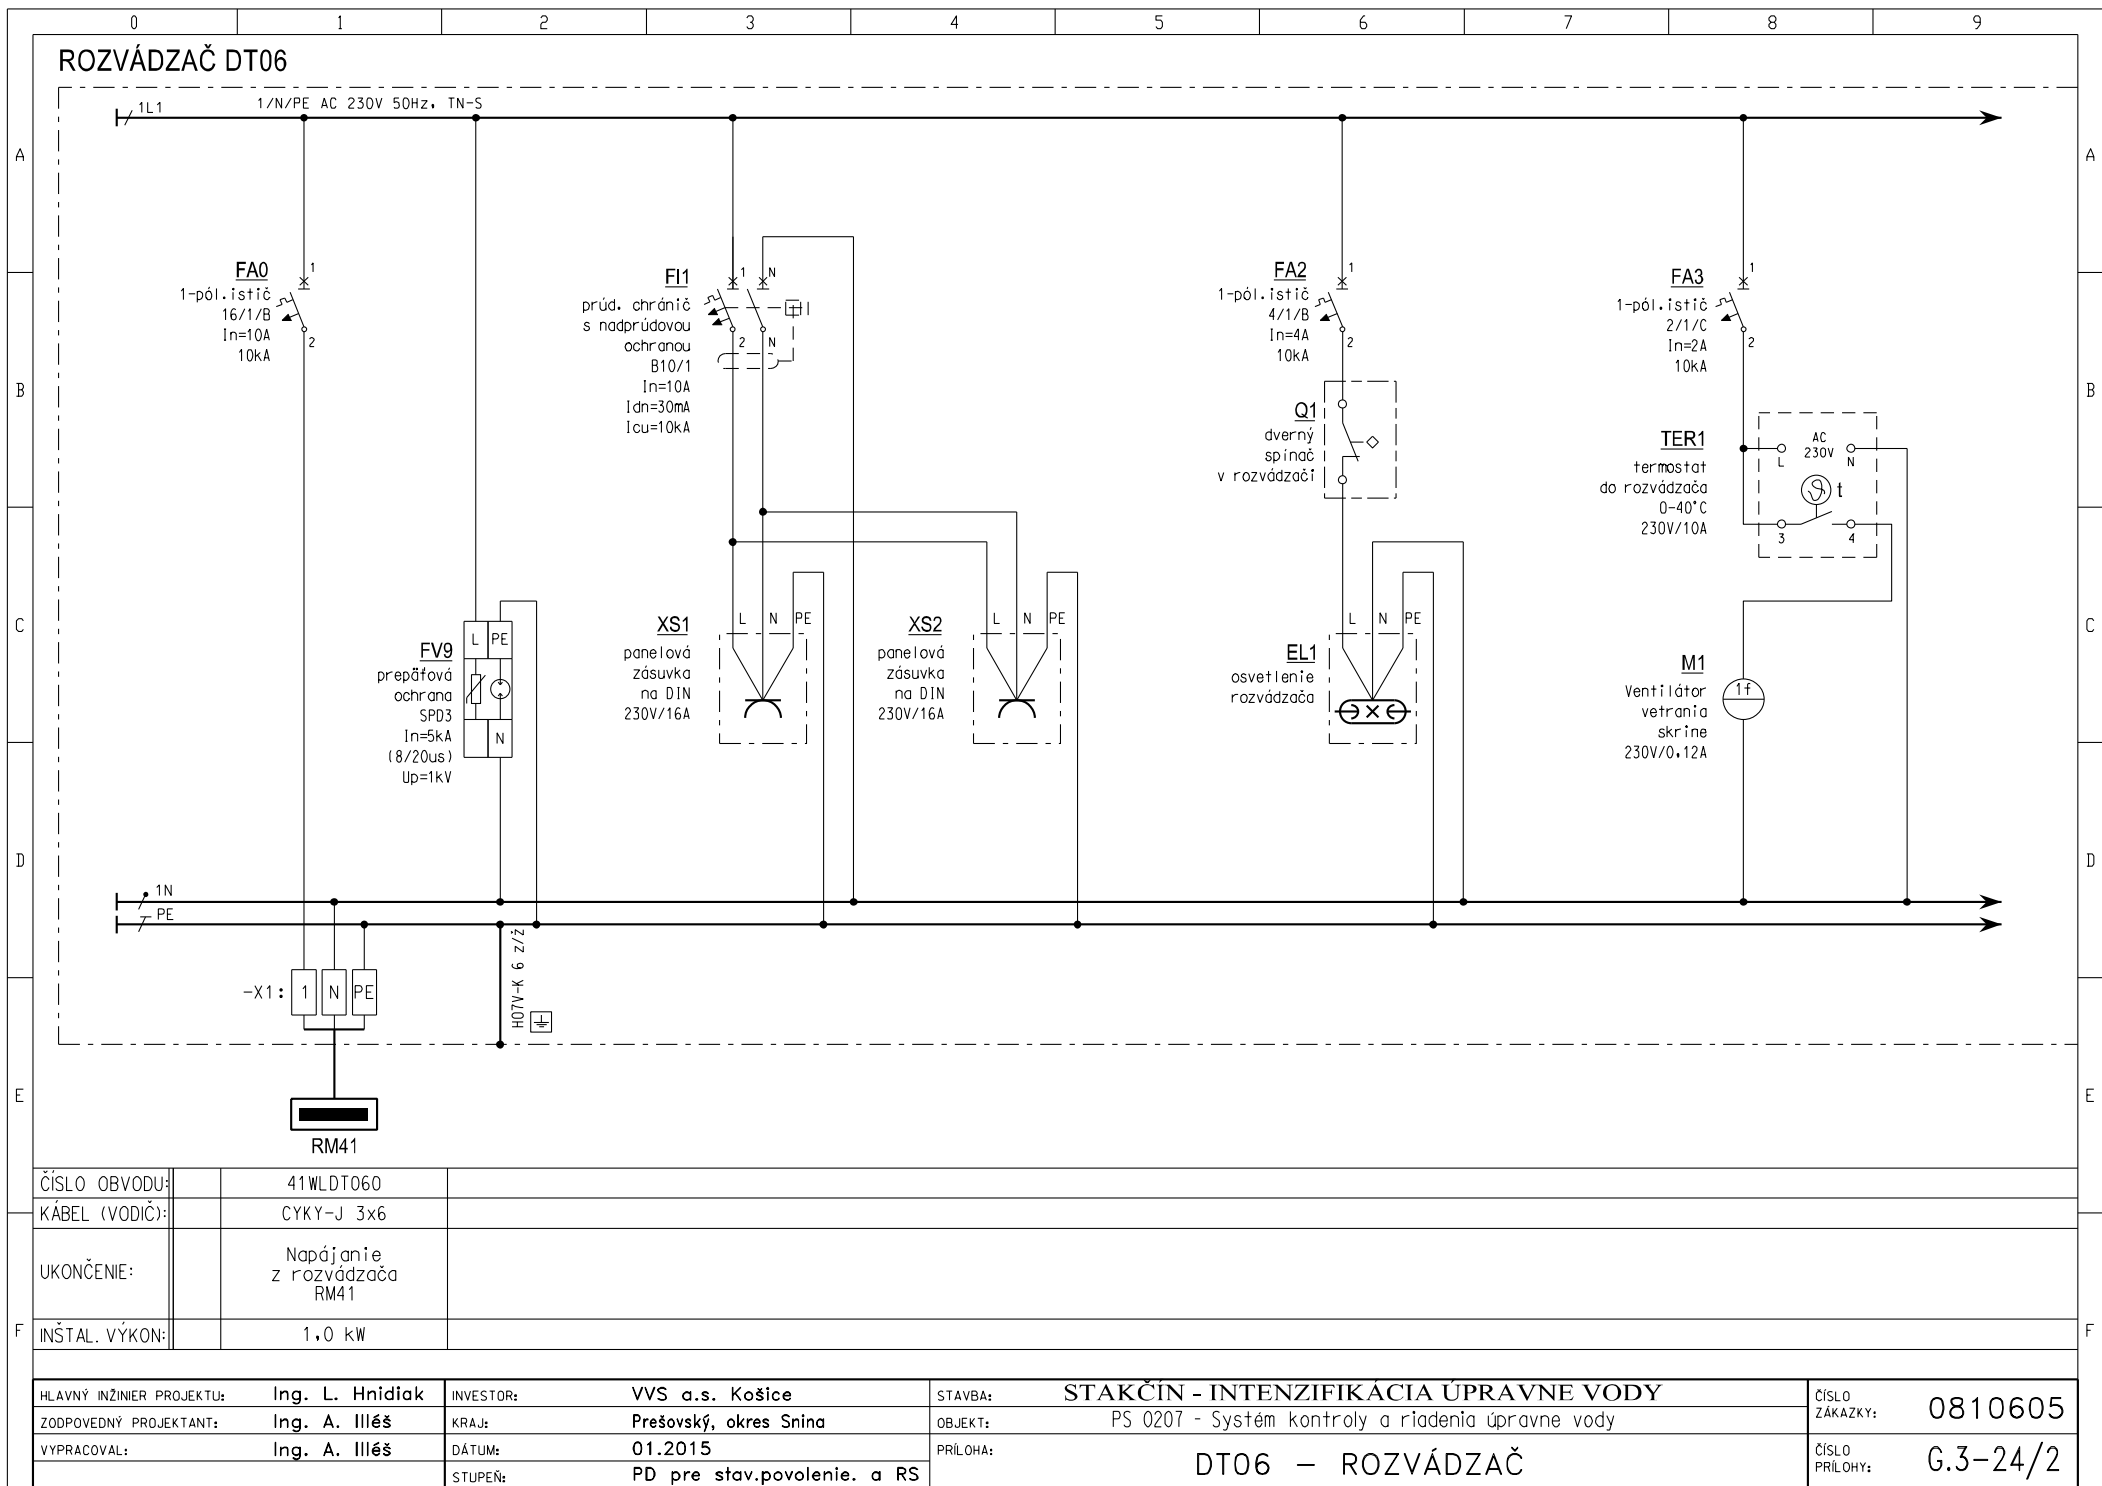 0 1 2 3 4 5 6 7 8 9
ROZVÁDZAČ DT06
1L1
1/N/PE AC 230V 50Hz, TN-S
A
A
FA0
1-pól.istič
16/1/B
In=10A
10kA
1
2
FI1
prúd. chránič
s nadprúdovou
ochranou
B10/1
In=10A
Idn=30mA
Icu=10kA
1 N
2 N
FA2
1-pól.istič
4/1/B
In=4A
10kA
1
2
FA3
1-pól.istič
2/1/C
In=2A
10kA
1
2
B
B
Q1
dverný
spínač
v rozvádzači
TER1
termostat
do rozvádzača
0-40°C
230V/10A
AC
230V
L N
t
3 4
C
C
FV9
prepäťová
ochrana
SPD3
In=5kA
(8/20us)
Up=1kV
L PE
N
XS1
panelová
zásuvka
na DIN
230V/16A
L N PE
XS2
panelová
zásuvka
na DIN
230V/16A
L N PE
EL1
osvetlenie
rozvádzača
L N PE
M1
Ventilátor
vetrania
skrine
230V/0,12A
1f
D
D
1N
PE
H07V-K 6 z/ž
-X1: 1 N PE
E
E
RM41
ČÍSLO OBVODU: 41WLDT060
KÁBEL (VODIČ): CYKY-J 3x6
UKONČENIE:
Napájanie
z rozvádzača
RM41
F
F
INŠTAL. VÝKON: 1,0 kW
HLAVNÝ INŽINIER PROJEKTU: Ing. L. Hnidiak
ZODPOVEDNÝ PROJEKTANT: Ing. A. Illéš
VYPRACOVAL: Ing. A. Illéš
INVESTOR: VVS a.s. Košice
KRAJ: Prešovský, okres Snina
DÁTUM: 01.2015
STUPEŇ: PD pre stav.povolenie. a RS
STAVBA: STAKČÍN - INTENZIFIKÁCIA ÚPRAVNE VODY
OBJEKT: PS 0207 - Systém kontroly a riadenia úpravne vody
PRÍLOHA: DT06 – ROZVÁDZAČ
ČÍSLO
ZÁKAZKY: 0810605
ČÍSLO
PRÍLOHY: G.3-24/2